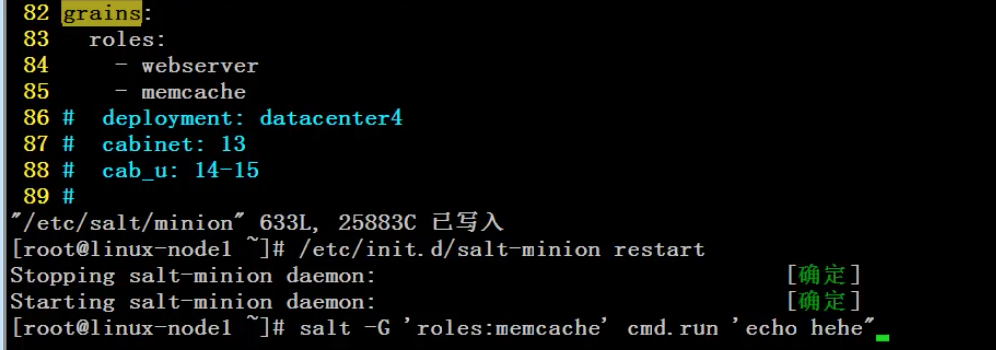 82 grains:
83   roles:
84     - webserver
85     - memcache
86 #  deployment: datacenter4
87 #  cabinet: 13
88 #  cab_u: 14-15
89 #
"/etc/salt/minion" 633L, 25883C 已写入
[root@linux-node1 ~]# /etc/init.d/salt-minion restart
Stopping salt-minion daemon: [确定]
Starting salt-minion daemon: [确定]
[root@linux-node1 ~]# salt -G 'roles:memcache' cmd.run 'echo hehe"